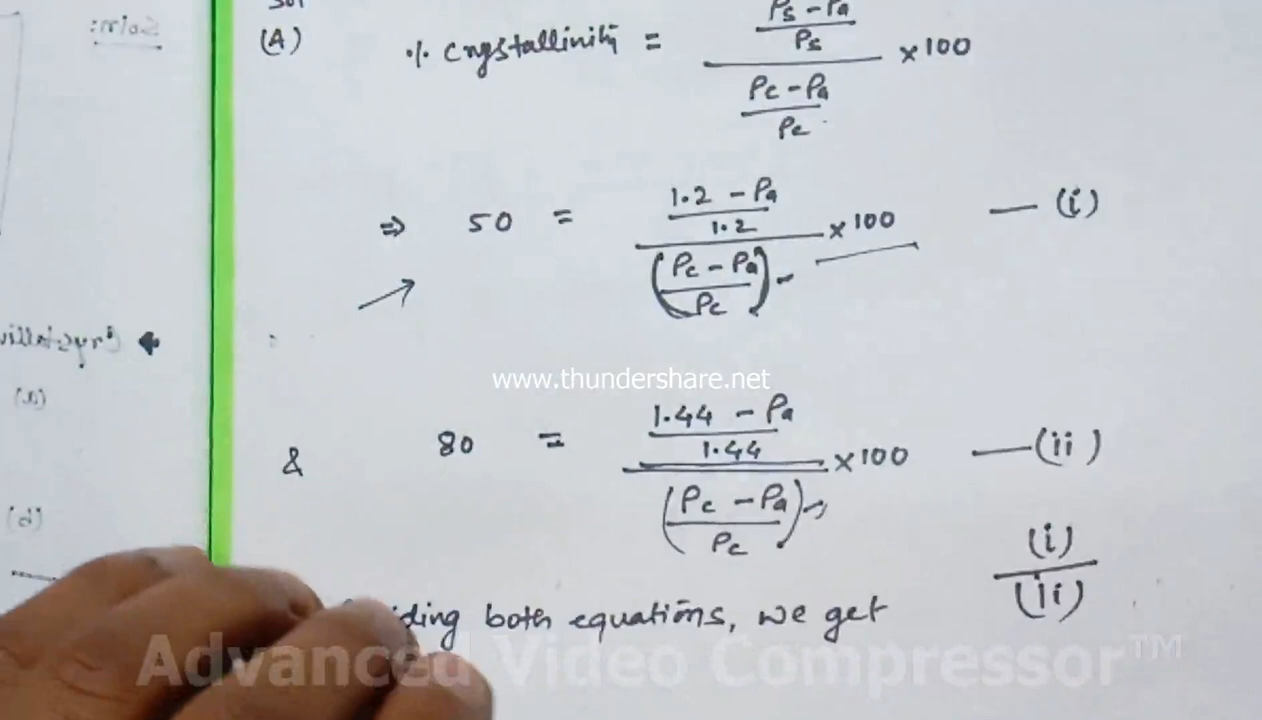 Soln:
(A) % crystallinity = ((ρs - ρa)/ρs)/((ρc - ρa)/ρc) × 100
⇒ 50 = ((1.2 - ρa)/1.2)/((ρc - ρa)/ρc) × 100 — (i)
www.thundershare.net
& 80 = ((1.44 - ρa)/1.44)/((ρc - ρa)/ρc) × 100 — (ii)
(i)/(ii)
both equations, we get
Advanced Video Compressor™
(a)
(b)